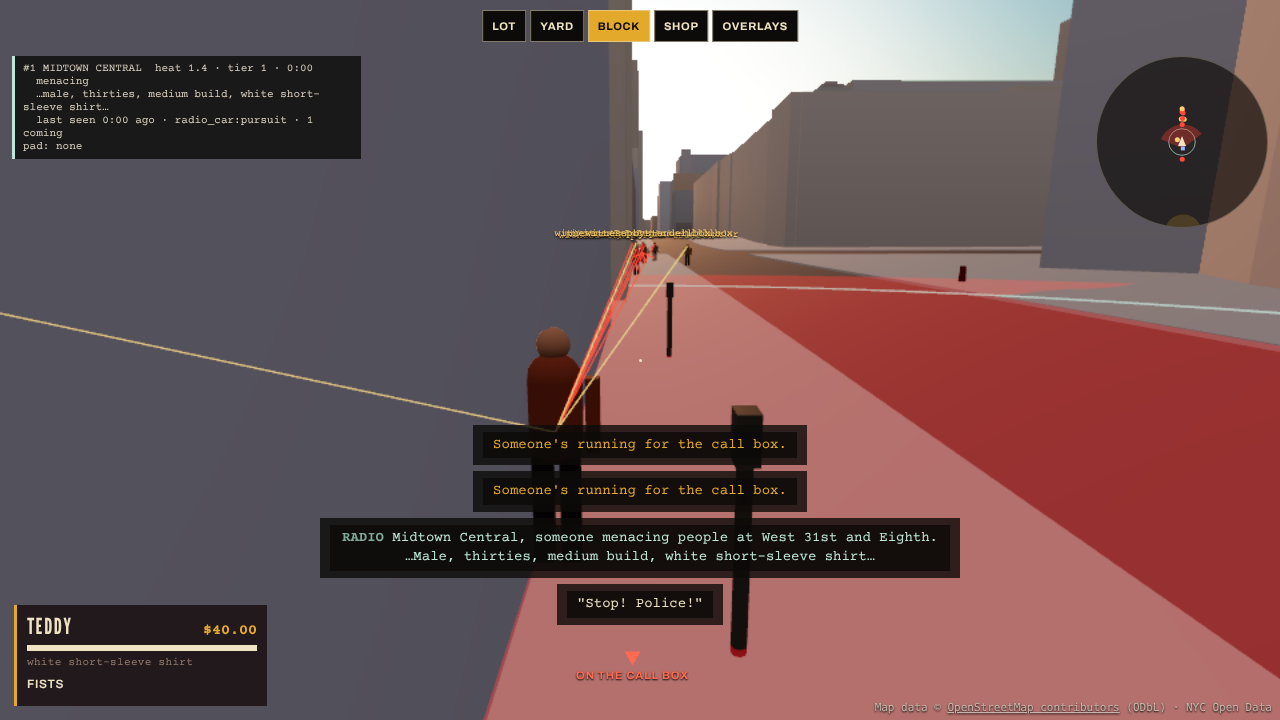 LOT
YARD
BLOCK
SHOP
OVERLAYS
#1 MIDTOWN CENTRAL heat 1.4 · tier 1 · 0:00
menacing
…male, thirties, medium build, white short-
sleeve shirt…
last seen 0:00 ago · radio_car:pursuit · 1
coming
pad: none
Someone's running for the call box.
Someone's running for the call box.
RADIO Midtown Central, someone menacing people at West 31st and Eighth.
…Male, thirties, medium build, white short-sleeve shirt…
"Stop! Police!"
ON THE CALL BOX
TEDDY
$40.00
white short-sleeve shirt
FISTS
Map data © OpenStreetMap contributors (ODbL) · NYC Open Data